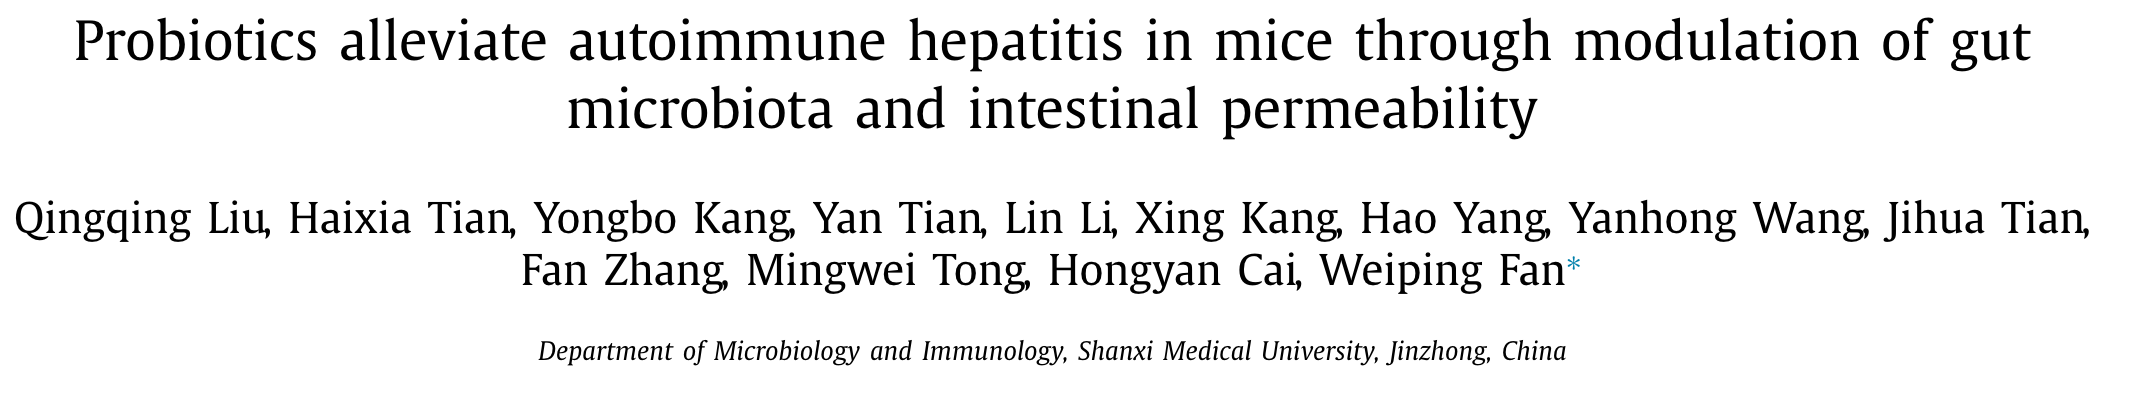 Probiotics alleviate autoimmune hepatitis in mice through modulation of gut
microbiota and intestinal permeability
Qingqing Liu, Haixia Tian, Yongbo Kang, Yan Tian, Lin Li, Xing Kang, Hao Yang, Yanhong Wang, Jihua Tian,
Fan Zhang, Mingwei Tong, Hongyan Cai, Weiping Fan*
Department of Microbiology and Immunology, Shanxi Medical University, Jinzhong, China